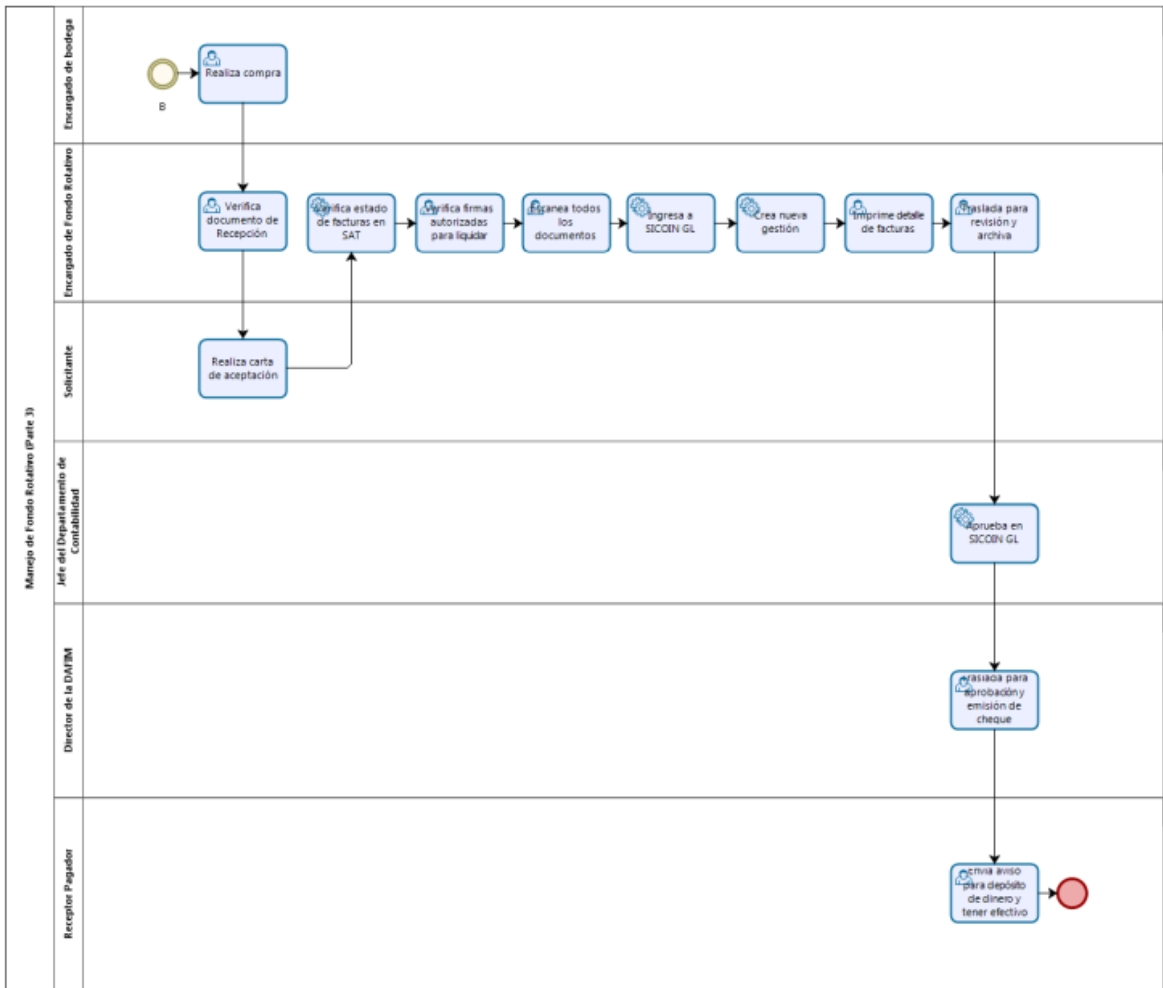 Manejo de Fondo Rotativo (Parte 3)
Encargado de bodega
B
Realiza compra
Encargado de Fondo Rotativo
Verifica
documento de
Recepción
Verifica estado
de facturas en
SAT
Verifica firmas
autorizadas
para liquidar
Escanea todos
los
documentos
Ingresa a
SICOIN GL
Crea nueva
gestión
Imprime detalle
de facturas
Traslada para
revisión y
archiva
Solicitante
Realiza carta
de aceptación
Jefe del Departamento de
Contabilidad
Aprueba en
SICOIN GL
Director de la DAFIM
Traslada para
aprobación y
emisión de
cheque
Receptor Pagador
Envia aviso
para depósito
de dinero y
tener efectivo